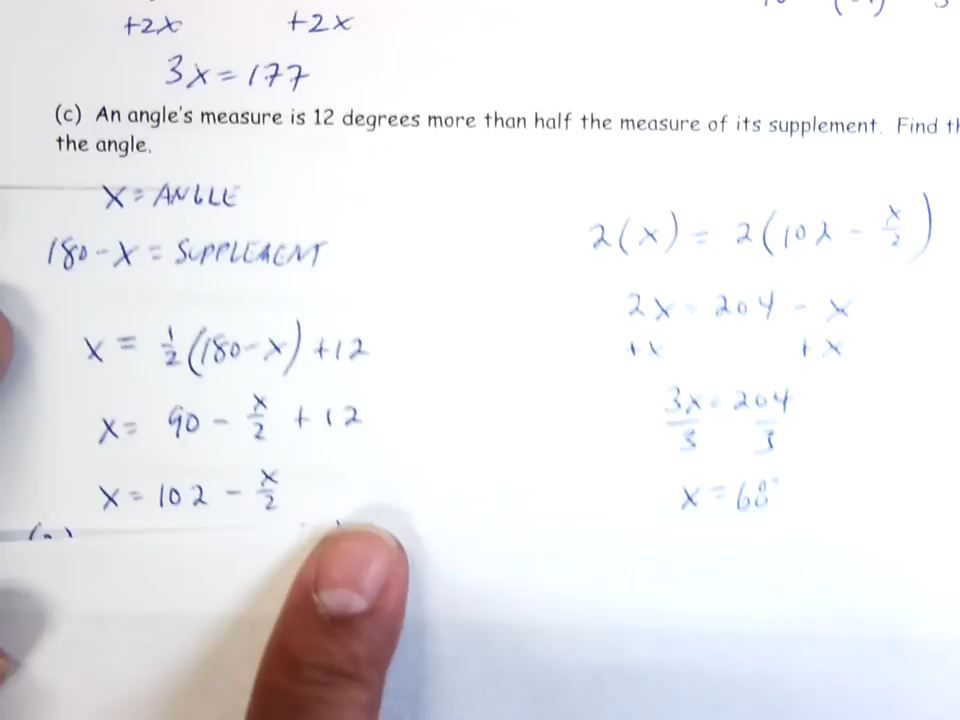 +2x +2x
3x = 177
(c) An angle's measure is 12 degrees more than half the measure of its supplement. Find
the angle.
x = ANGLE
180 - x = SUPPLEMENT
x = 1/2 (180 - x) + 12
x = 90 - x/2 + 12
x = 102 - x/2
2(x) = 2(102 - x/2)
2x = 204 - x
+x +x
3x = 204
3 3
x = 68°